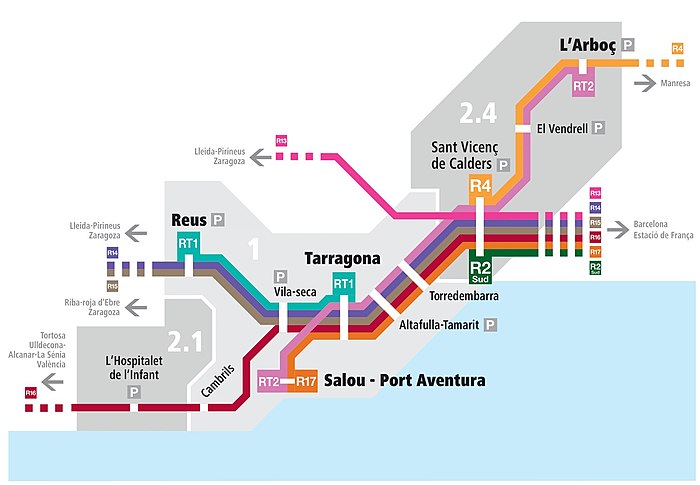 L'Arboç P
R4
RT2
Manresa
2.4
El Vendrell P
Sant Vicenç
de Calders P
R13
Lleida-Pirineus
Zaragoza
R4
R13
R14
R15
R16
R17
R2
Sud
Barcelona
Estació de França
Reus P
Lleida-Pirineus
Zaragoza
RT1
1
Tarragona
R14
R15
P
Vila-seca
RT1
R2
Sud
Torredembarra
Riba-roja d'Ebre
Zaragoza
Altafulla-Tamarit P
Tortosa
Ulldecona-
Alcanar-La Sénia
València
2.1
L'Hospitalet
de l'Infant
P
Cambrils
RT2
R17
Salou - Port Aventura
R16